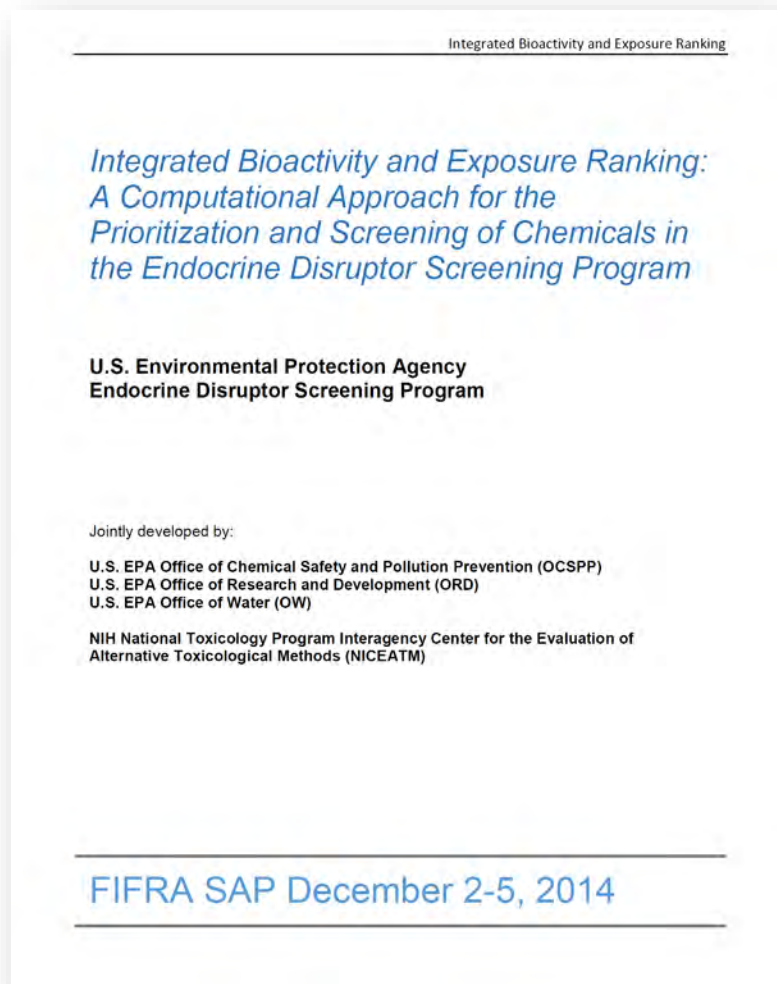 Integrated Bioactivity and Exposure Ranking
Integrated Bioactivity and Exposure Ranking:
A Computational Approach for the
Prioritization and Screening of Chemicals in
the Endocrine Disruptor Screening Program
U.S. Environmental Protection Agency
Endocrine Disruptor Screening Program
Jointly developed by:
U.S. EPA Office of Chemical Safety and Pollution Prevention (OCSPP)
U.S. EPA Office of Research and Development (ORD)
U.S. EPA Office of Water (OW)
NIH National Toxicology Program Interagency Center for the Evaluation of
Alternative Toxicological Methods (NICEATM)
FIFRA SAP December 2-5, 2014